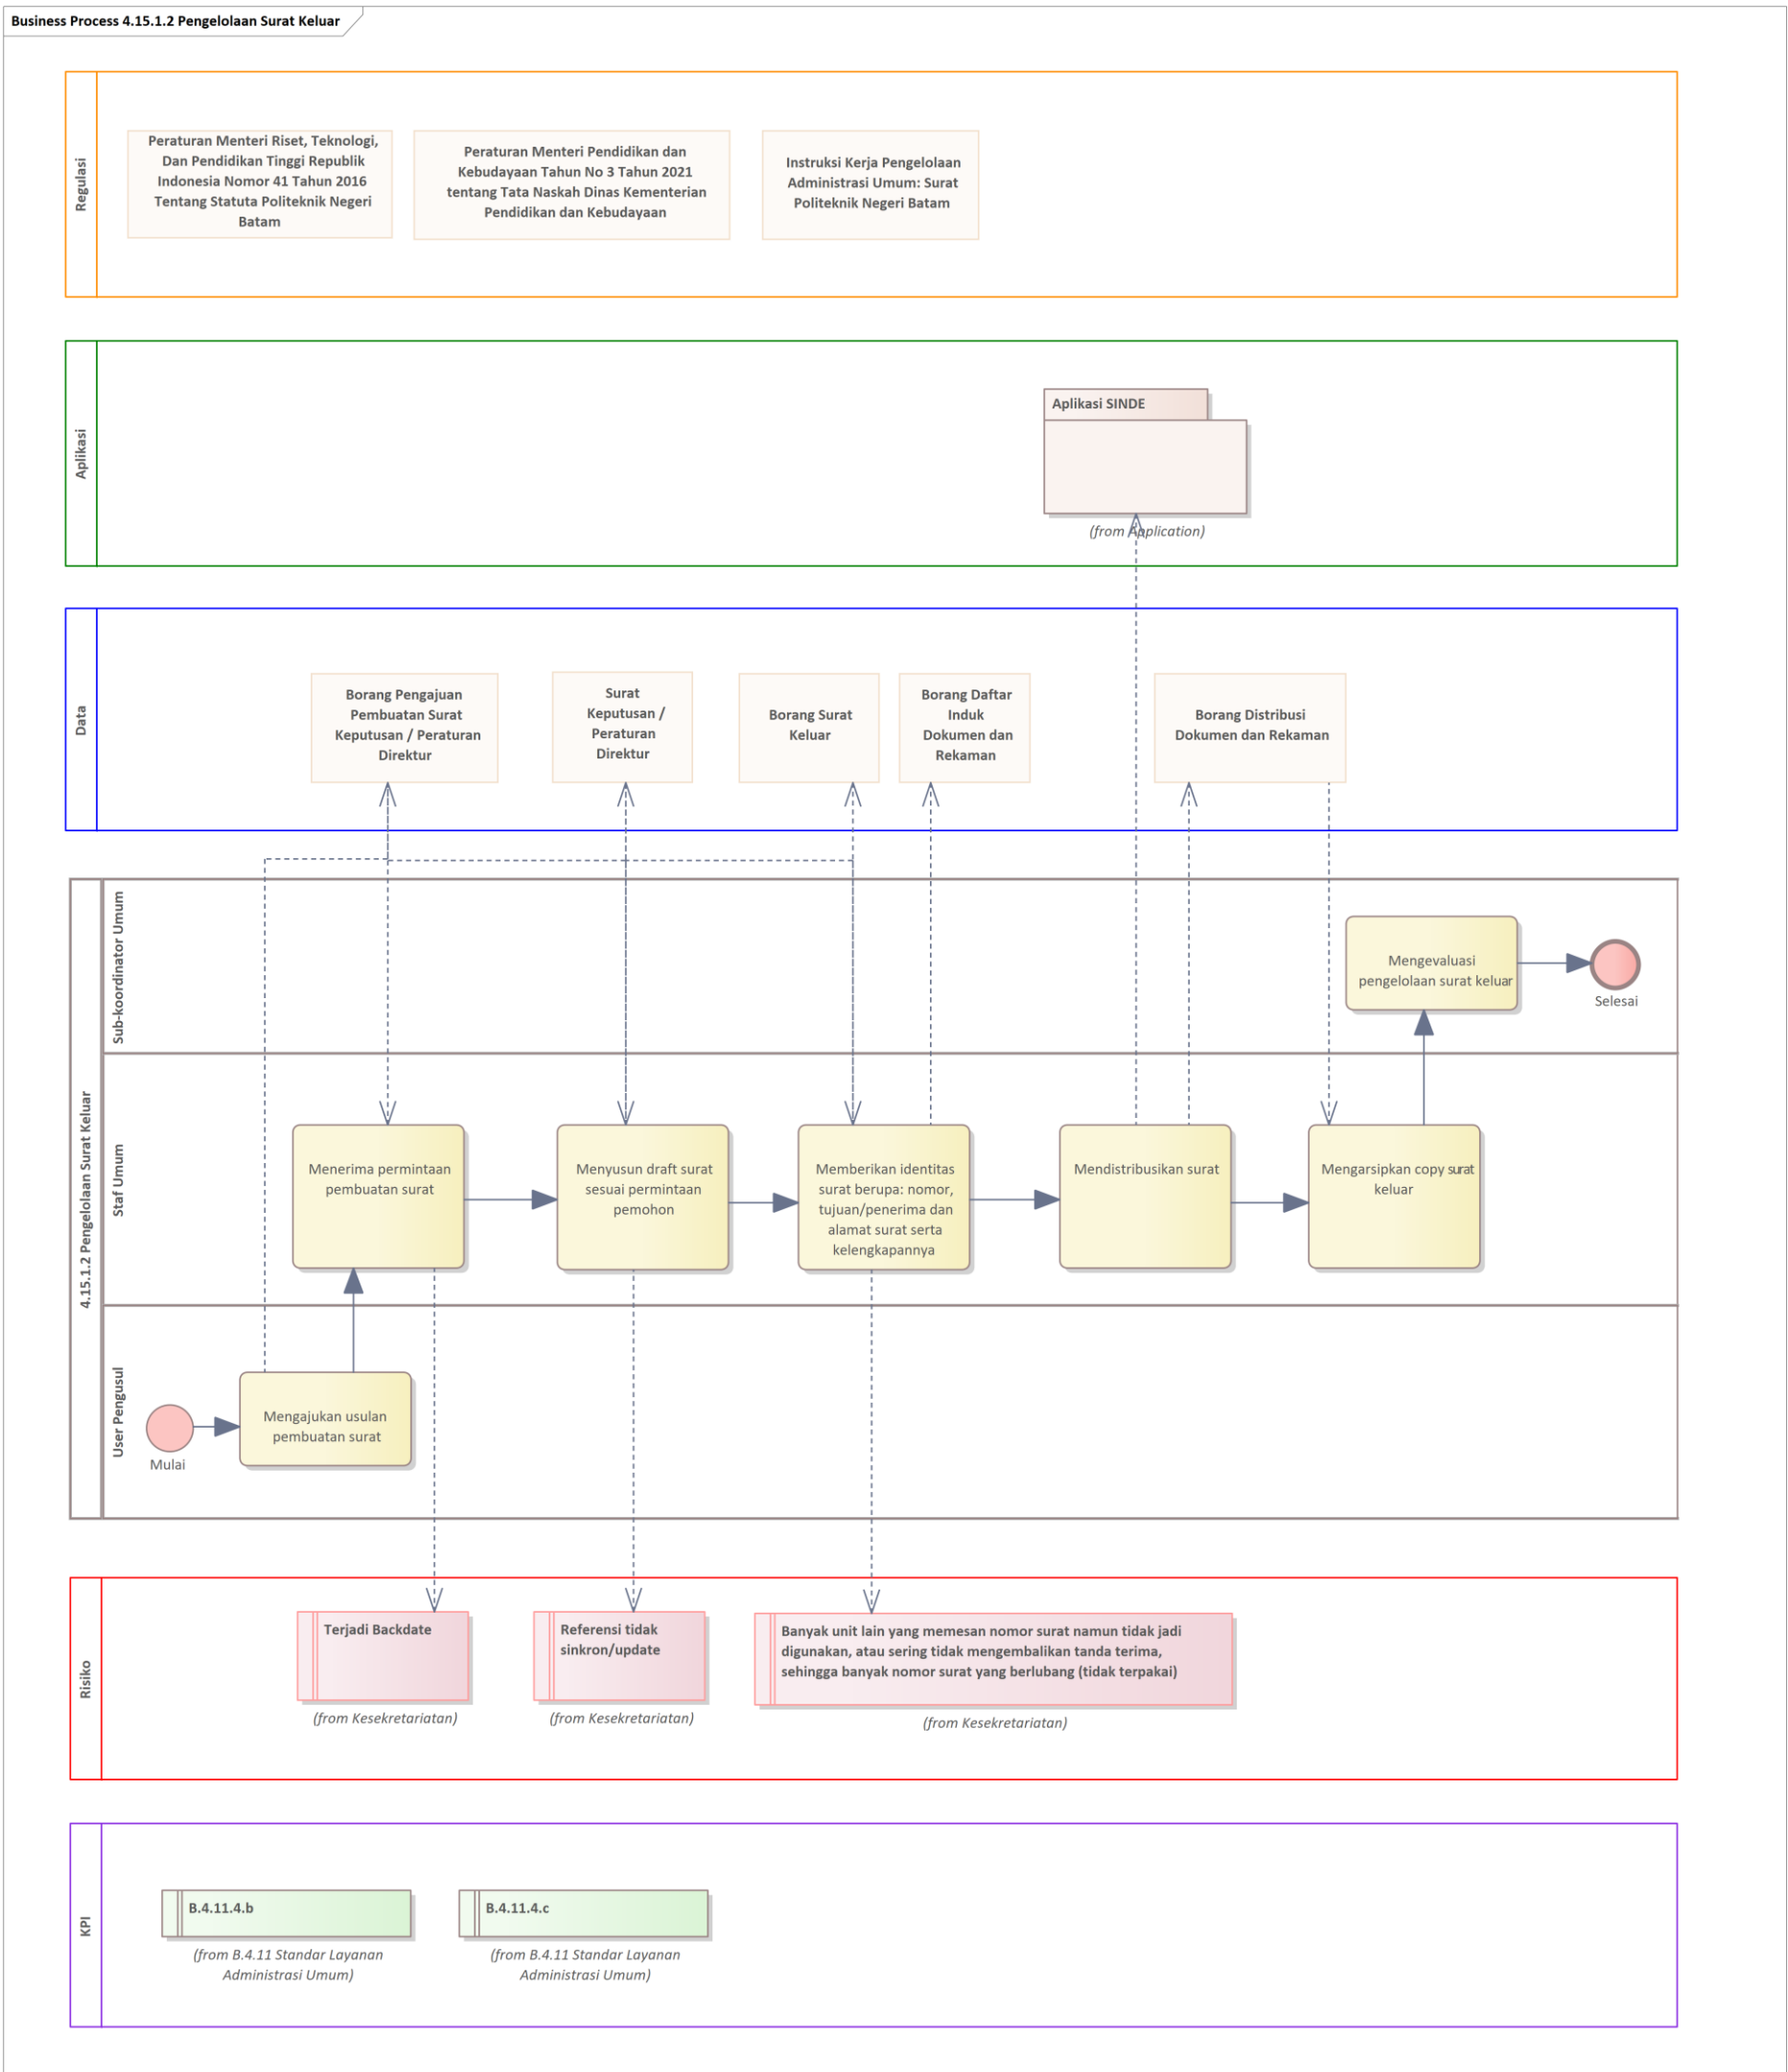 Business Process 4.15.1.2 Pengelolaan Surat Keluar
Regulasi
Peraturan Menteri Riset, Teknologi,
Dan Pendidikan Tinggi Republik
Indonesia Nomor 41 Tahun 2016
Tentang Statuta Politeknik Negeri
Batam
Peraturan Menteri Pendidikan dan
Kebudayaan Tahun No 3 Tahun 2021
tentang Tata Naskah Dinas Kementerian
Pendidikan dan Kebudayaan
Instruksi Kerja Pengelolaan
Administrasi Umum: Surat
Politeknik Negeri Batam
Aplikasi
Aplikasi SINDE
(from Application)
Data
Borang Pengajuan
Pembuatan Surat
Keputusan / Peraturan
Direktur
Surat
Keputusan /
Peraturan
Direktur
Borang Surat
Keluar
Borang Daftar
Induk
Dokumen dan
Rekaman
Borang Distribusi
Dokumen dan Rekaman
4.15.1.2 Pengelolaan Surat Keluar
Sub-koordinator Umum
Mengevaluasi
pengelolaan surat keluar
Selesai
Staf Umum
Menerima permintaan
pembuatan surat
Menyusun draft surat
sesuai permintaan
pemohon
Memberikan identitas
surat berupa: nomor,
tujuan/penerima dan
alamat surat serta
kelengkapannya
Mendistribusikan surat
Mengarsipkan copy surat
keluar
User Pengusul
Mulai
Mengajukan usulan
pembuatan surat
Risiko
Terjadi Backdate
(from Kesekretariatan)
Referensi tidak
sinkron/update
(from Kesekretariatan)
Banyak unit lain yang memesan nomor surat namun tidak jadi
digunakan, atau sering tidak mengembalikan tanda terima,
sehingga banyak nomor surat yang berlubang (tidak terpakai)
(from Kesekretariatan)
KPI
B.4.11.4.b
(from B.4.11 Standar Layanan
Administrasi Umum)
B.4.11.4.c
(from B.4.11 Standar Layanan
Administrasi Umum)